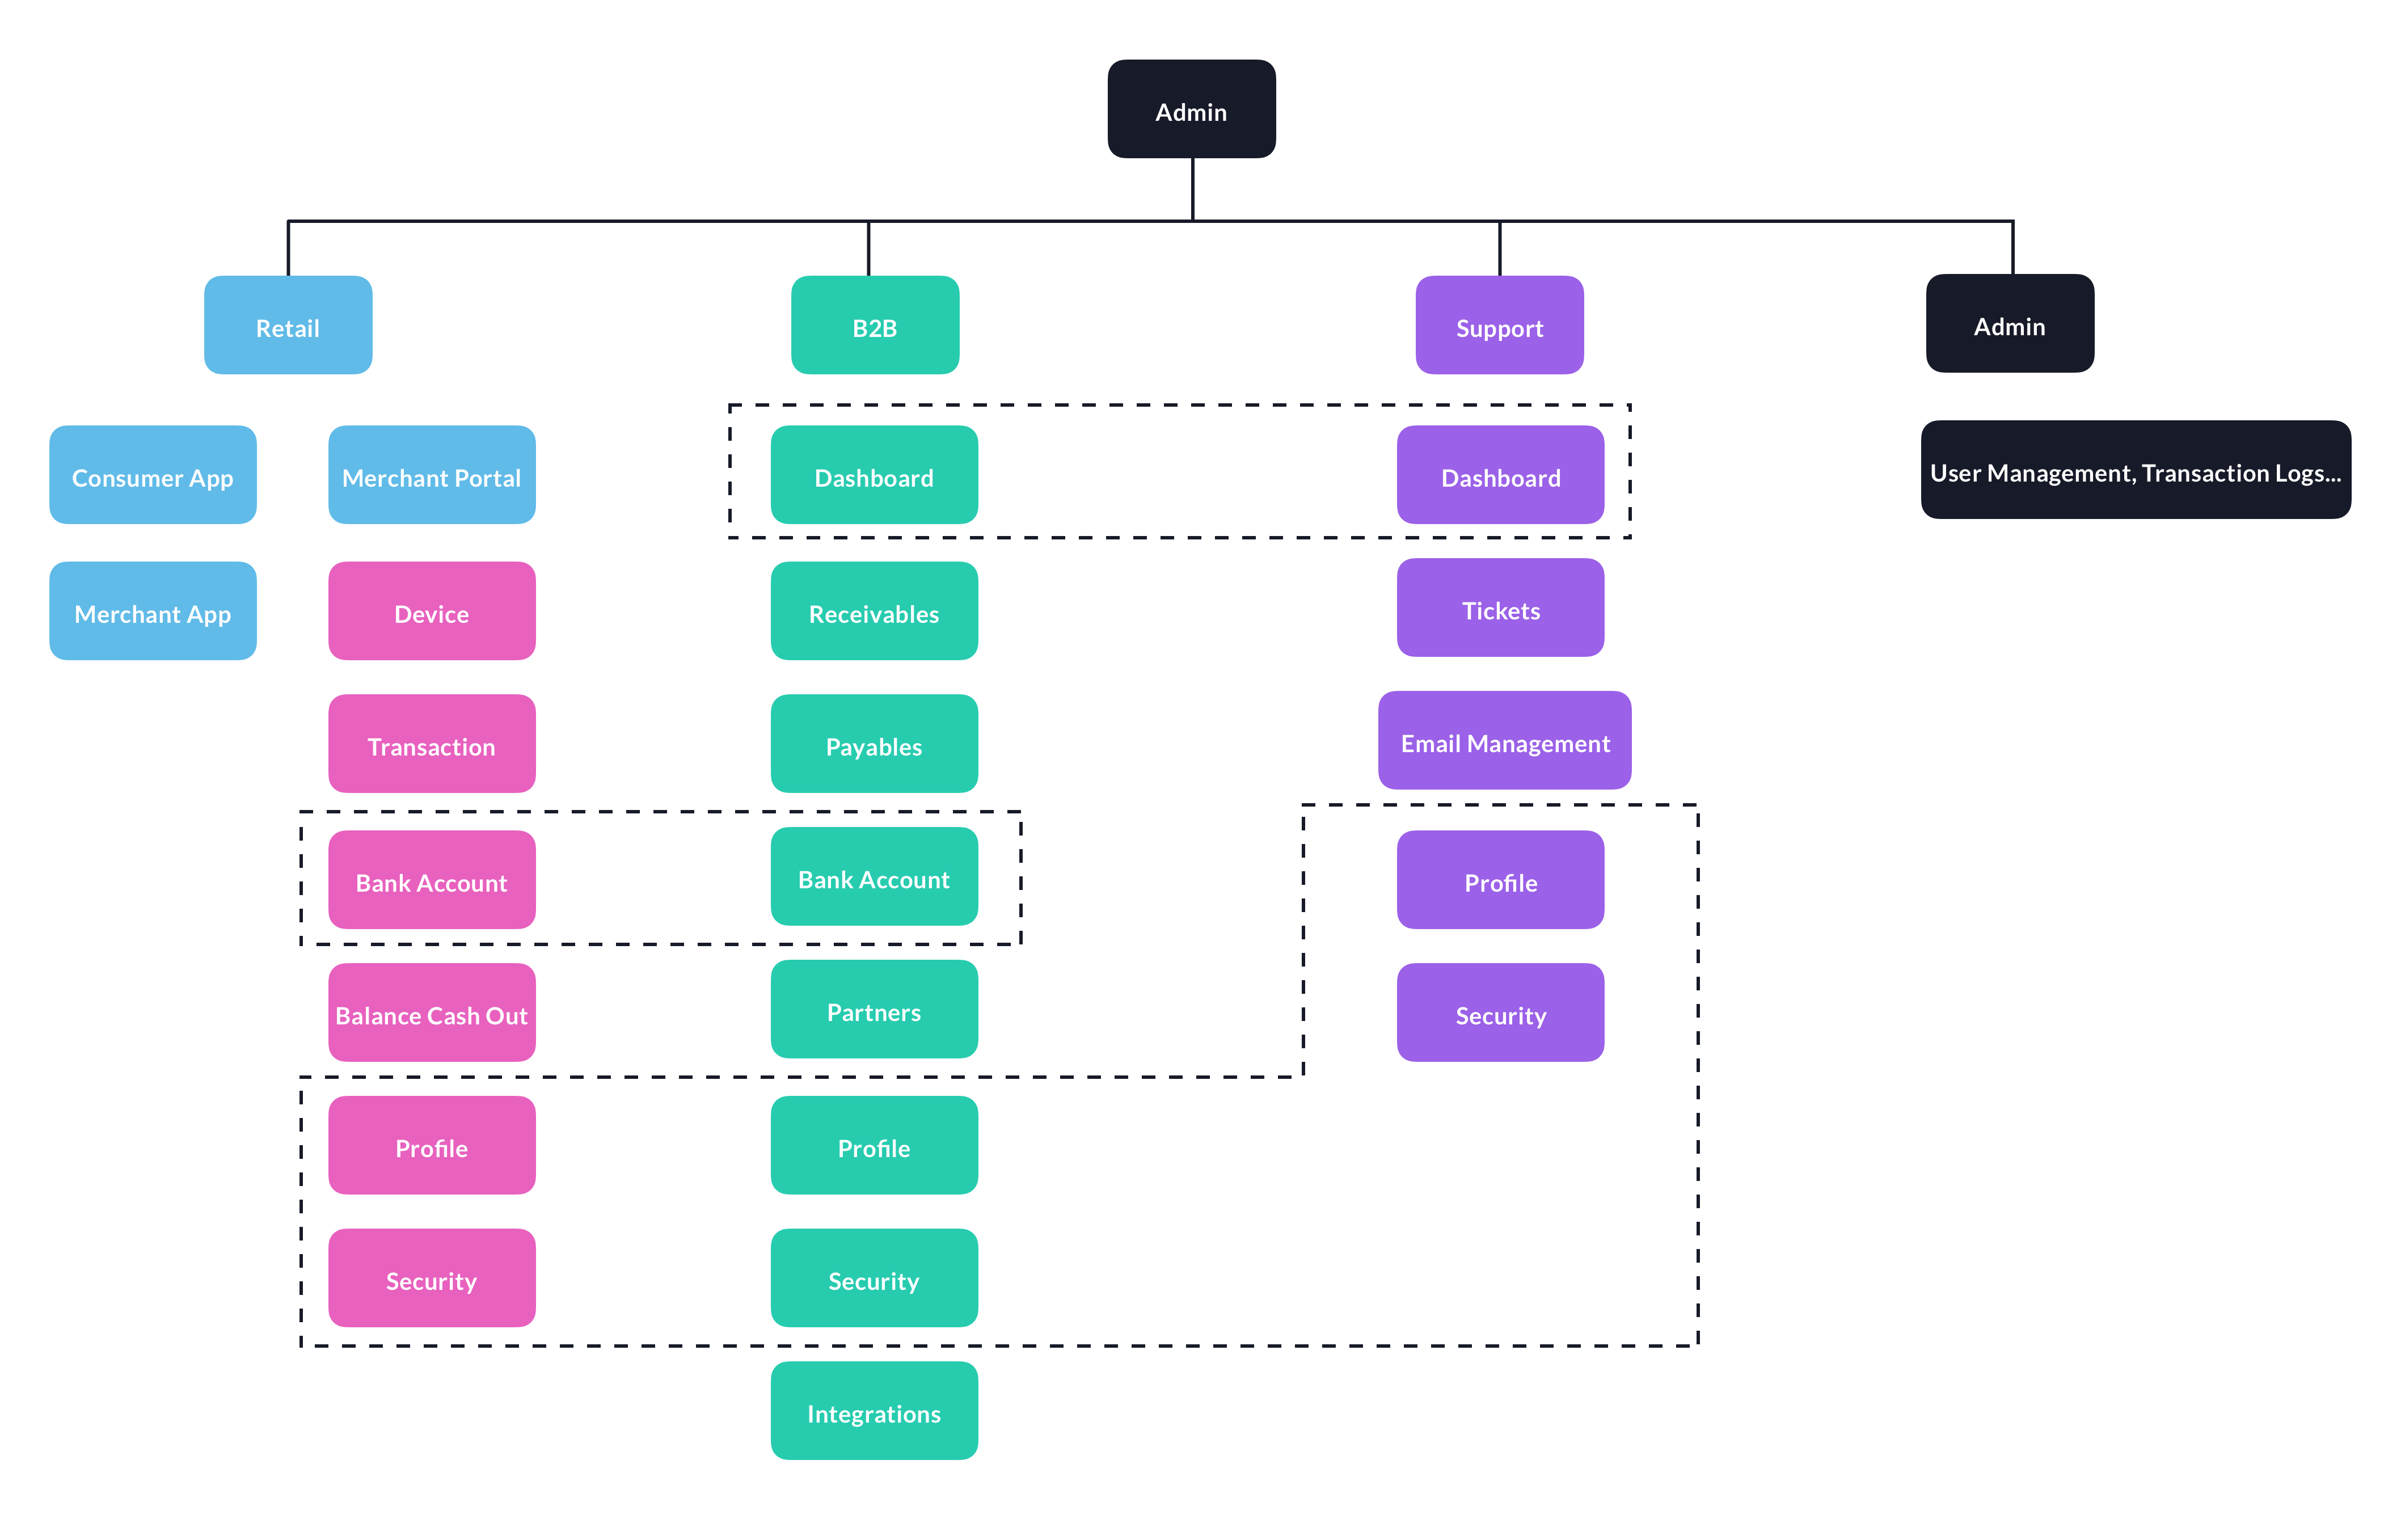 Admin
Retail
B2B
Support
Admin
Consumer App
Merchant Portal
Dashboard
Dashboard
User Management, Transaction Logs...
Merchant App
Device
Receivables
Tickets
Transaction
Payables
Email Management
Bank Account
Bank Account
Profile
Balance Cash Out
Partners
Security
Profile
Profile
Security
Security
Integrations